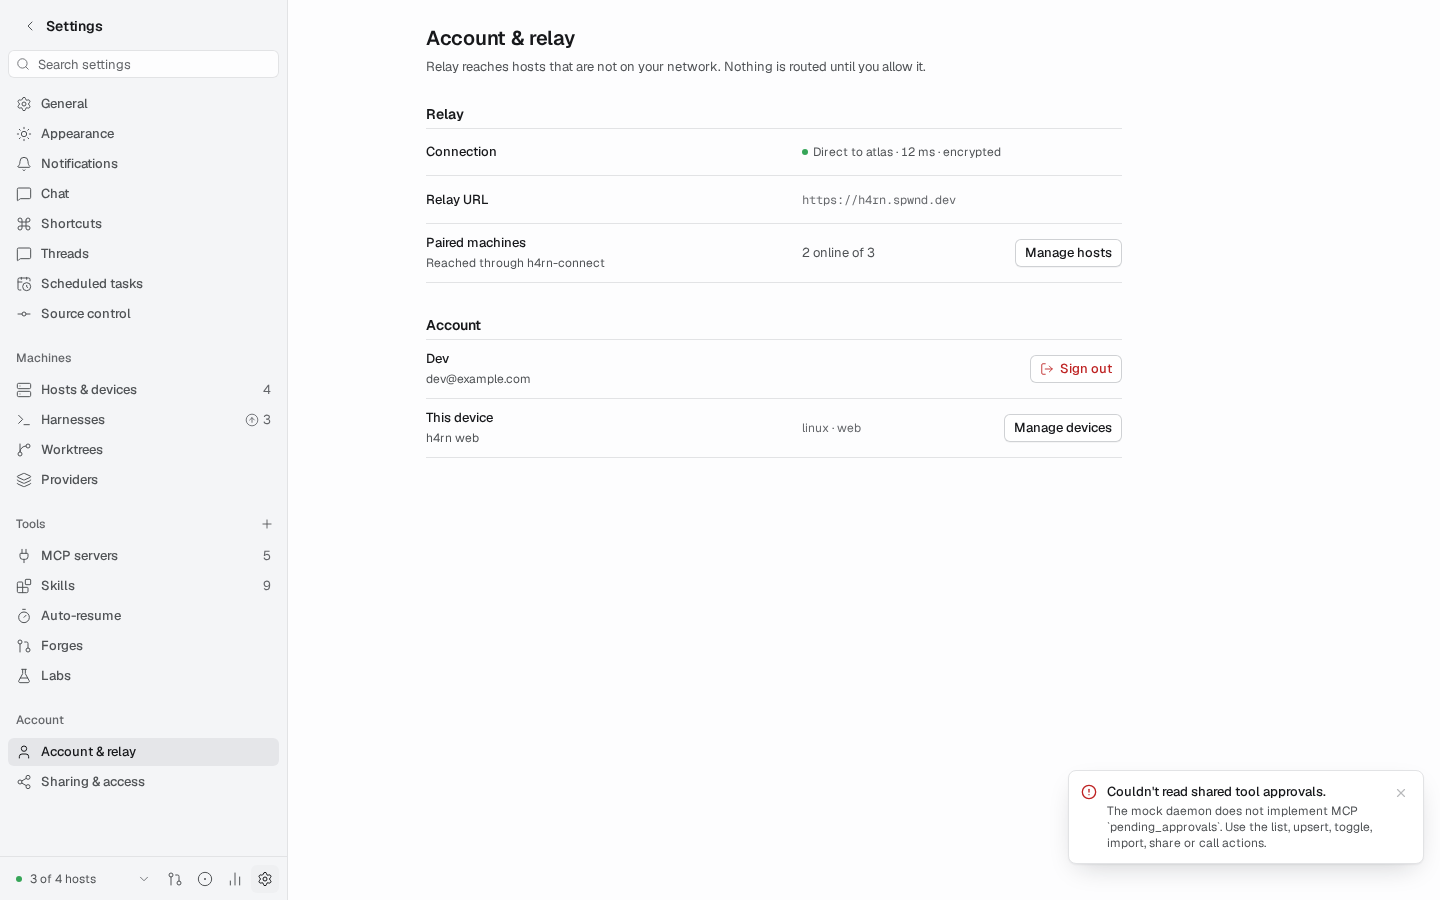 Settings
Search settings
General
Appearance
Notifications
Chat
Shortcuts
Threads
Scheduled tasks
Source control
Machines
Hosts & devices 4
Harnesses 3
Worktrees
Providers
Tools
MCP servers 5
Skills 9
Auto-resume
Forges
Labs
Account
Account & relay
Sharing & access
3 of 4 hosts
Account & relay
Relay reaches hosts that are not on your network. Nothing is routed until you allow it.
Relay
Connection Direct to atlas · 12 ms · encrypted
Relay URL https://h4rn.spwnd.dev
Paired machines
Reached through h4rn-connect
2 online of 3
Manage hosts
Account
Dev
dev@example.com
Sign out
This device
h4rn web
linux · web
Manage devices
Couldn't read shared tool approvals.
The mock daemon does not implement MCP
`pending_approvals`. Use the list, upsert, toggle,
import, share or call actions.